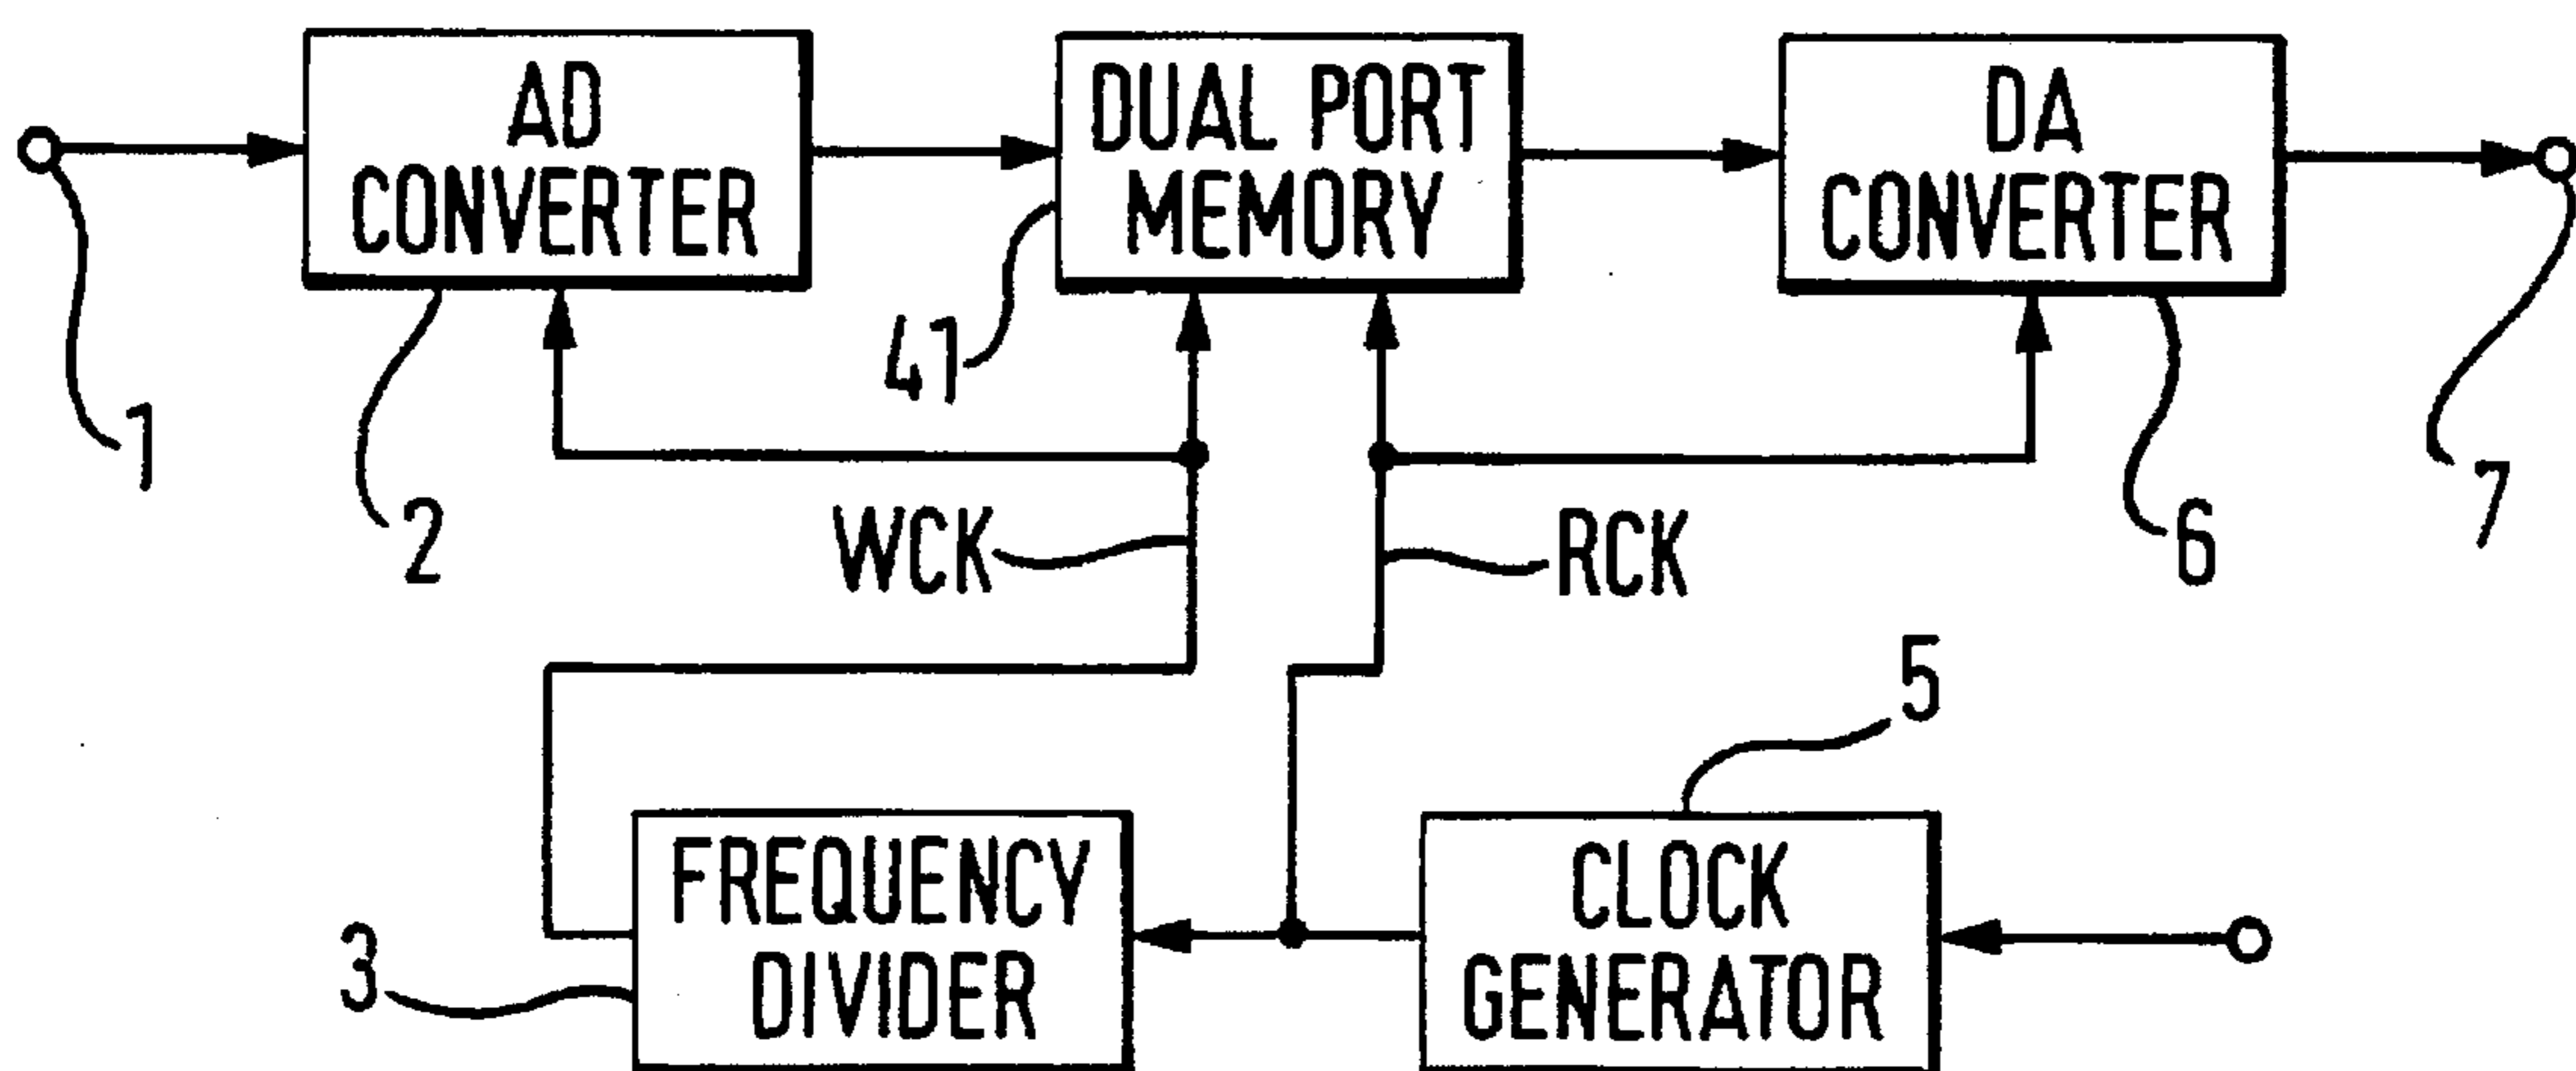 AD
CONVERTER
DUAL PORT
MEMORY
DA
CONVERTER
41
1
2
WCK
RCK
6
7
5
3
FREQUENCY
DIVIDER
CLOCK
GENERATOR